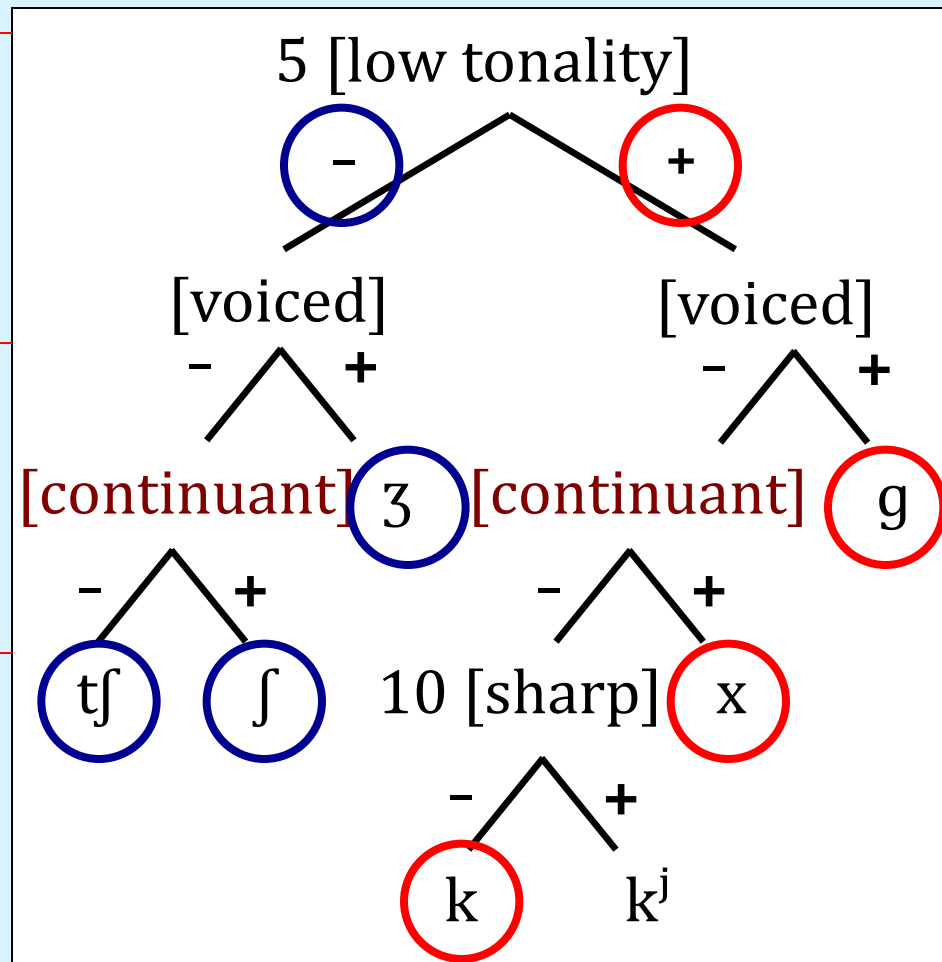 5 [low tonality]
– +
[voiced] [voiced]
– + – +
[continuant] ʒ [continuant] g
– + – +
tʃ ʃ 10 [sharp] x
– +
k kʲ